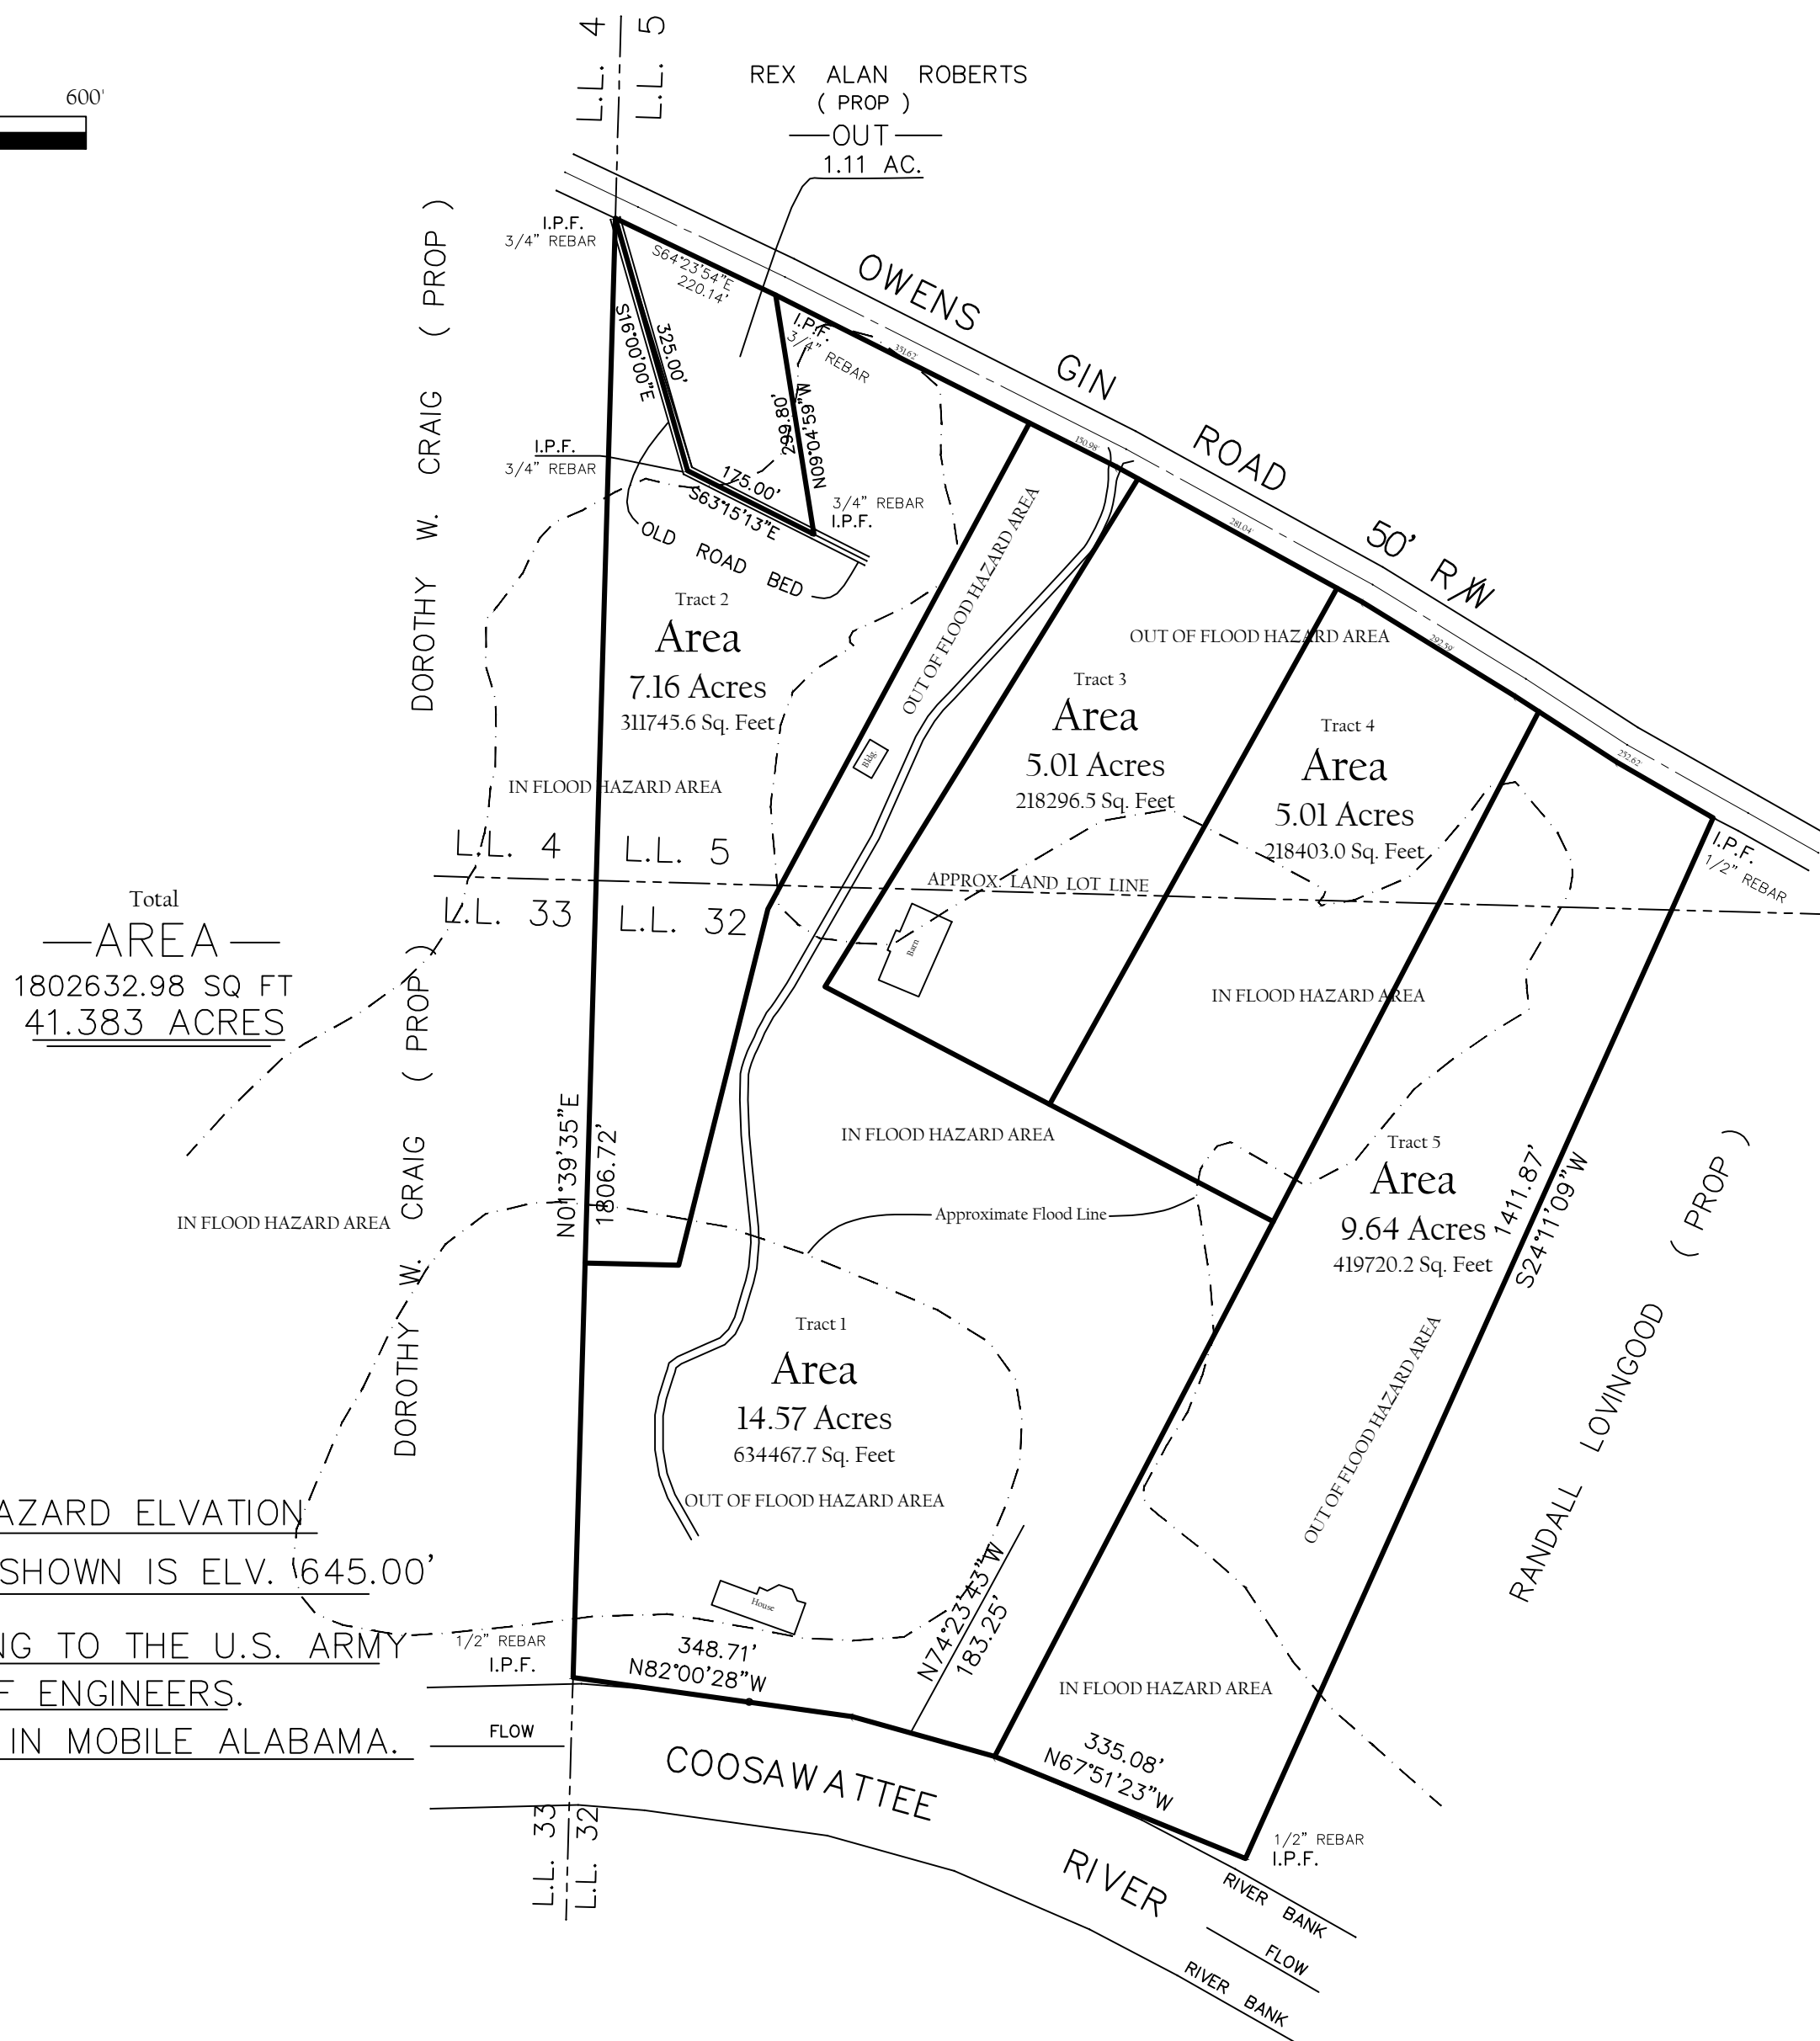 600'
L.L. 4
L.L. 5
REX ALAN ROBERTS
( PROP )
OUT
1.11 AC.
I.P.F.
3/4" REBAR
S64°23'54"E
220.14'
OWENS GIN ROAD 50' R/W
I.P.F.
3/4" REBAR
351.62'
150.98'
281.04'
292.59'
252.62'
DOROTHY W. CRAIG ( PROP )
S16°00'00"E
325.00'
299.80'
N09°04'59"W
I.P.F.
3/4" REBAR
175.00'
S63°15'13"E
3/4" REBAR
I.P.F.
OLD ROAD BED
OUT OF FLOOD HAZARD AREA
Tract 2
Area
7.16 Acres
311745.6 Sq. Feet
IN FLOOD HAZARD AREA
Bldg.
OUT OF FLOOD HAZARD AREA
Tract 3
Area
5.01 Acres
218296.5 Sq. Feet
Tract 4
Area
5.01 Acres
218403.0 Sq. Feet
I.P.F.
1/2" REBAR
L.L. 4
L.L. 5
APPROX. LAND LOT LINE
L.L. 33
L.L. 32
Barn
Total
AREA
1802632.98 SQ FT
41.383 ACRES
IN FLOOD HAZARD AREA
DOROTHY W. CRAIG ( PROP )
N01°39'35"E
1806.72'
IN FLOOD HAZARD AREA
Tract 5
Area
9.64 Acres
419720.2 Sq. Feet
1411.87'
S24°11'09"W
RANDALL LOVINGOOD ( PROP )
IN FLOOD HAZARD AREA
Approximate Flood Line
Tract 1
Area
14.57 Acres
634467.7 Sq. Feet
OUT OF FLOOD HAZARD AREA
OUT OF FLOOD HAZARD AREA
AZARD ELVATION
SHOWN IS ELV. 645.00'
NG TO THE U.S. ARMY
F ENGINEERS.
IN MOBILE ALABAMA.
House
1/2" REBAR
I.P.F.
348.71'
N82°00'28"W
N74°23'43"W
183.25'
IN FLOOD HAZARD AREA
335.08'
N67°51'23"W
FLOW
COOSAWATTEE RIVER
L.L. 33
L.L. 32
1/2" REBAR
I.P.F.
RIVER BANK
FLOW
RIVER BANK